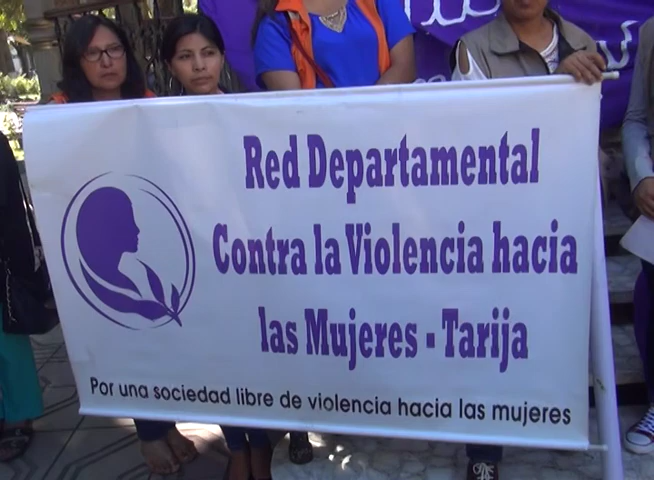 Red Departamental
Contra la Violencia hacia
las Mujeres - Tarija
Por una sociedad libre de violencia hacia las mujeres